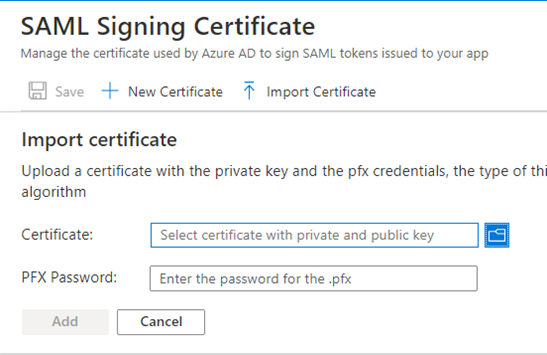 SAML Signing Certificate
Manage the certificate used by Azure AD to sign SAML tokens issued to your app
Save New Certificate Import Certificate
Import certificate
Upload a certificate with the private key and the pfx credentials, the type of thi
algorithm
Certificate: Select certificate with private and public key
PFX Password: Enter the password for the .pfx
Add Cancel